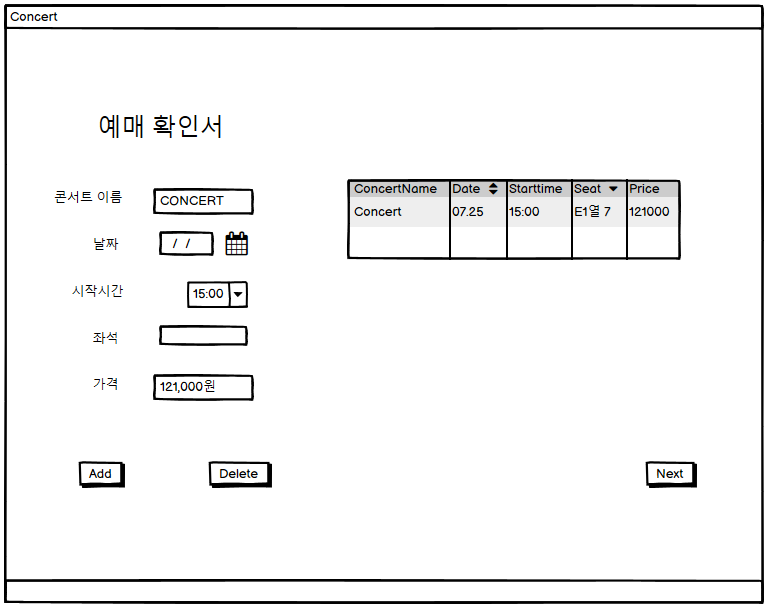 Concert
예매 확인서
콘서트 이름 CONCERT
날짜 / /
시작시간 15:00
좌석
가격 121,000원
ConcertName Date Starttime Seat Price
Concert 07.25 15:00 E1열 7 121000
Add Delete Next